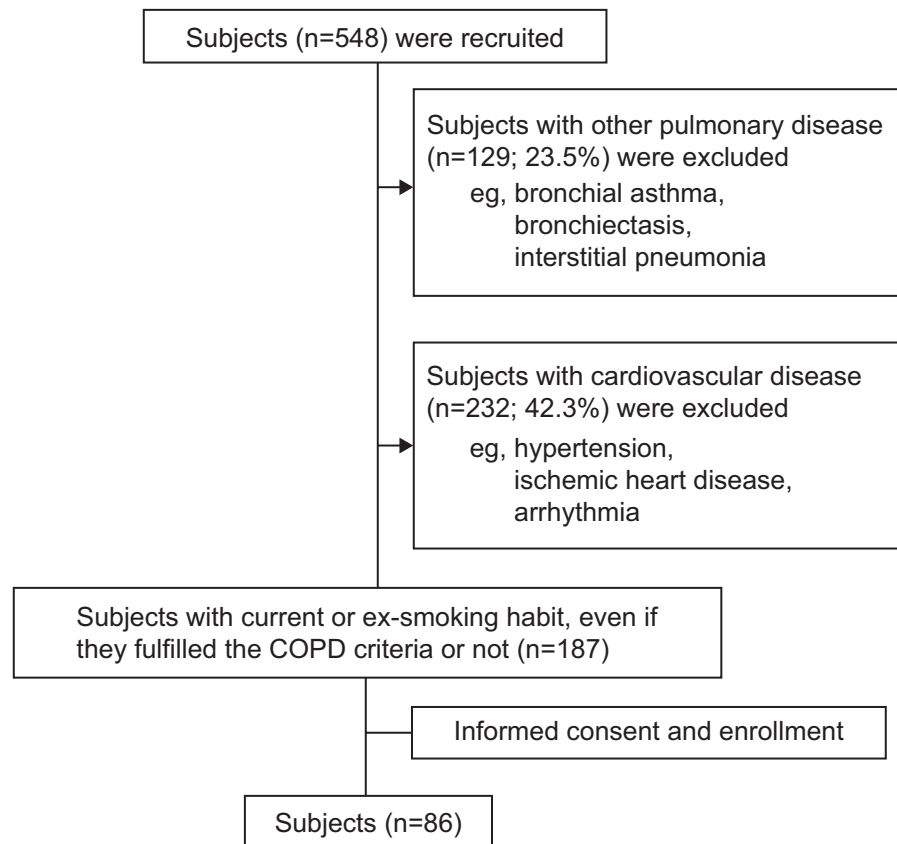 Subjects (n=548) were recruited
Subjects with other pulmonary disease
(n=129; 23.5%) were excluded
eg, bronchial asthma,
bronchiectasis,
interstitial pneumonia
Subjects with cardiovascular disease
(n=232; 42.3%) were excluded
eg, hypertension,
ischemic heart disease,
arrhythmia
Subjects with current or ex-smoking habit, even if
they fulfilled the COPD criteria or not (n=187)
Informed consent and enrollment
Subjects (n=86)